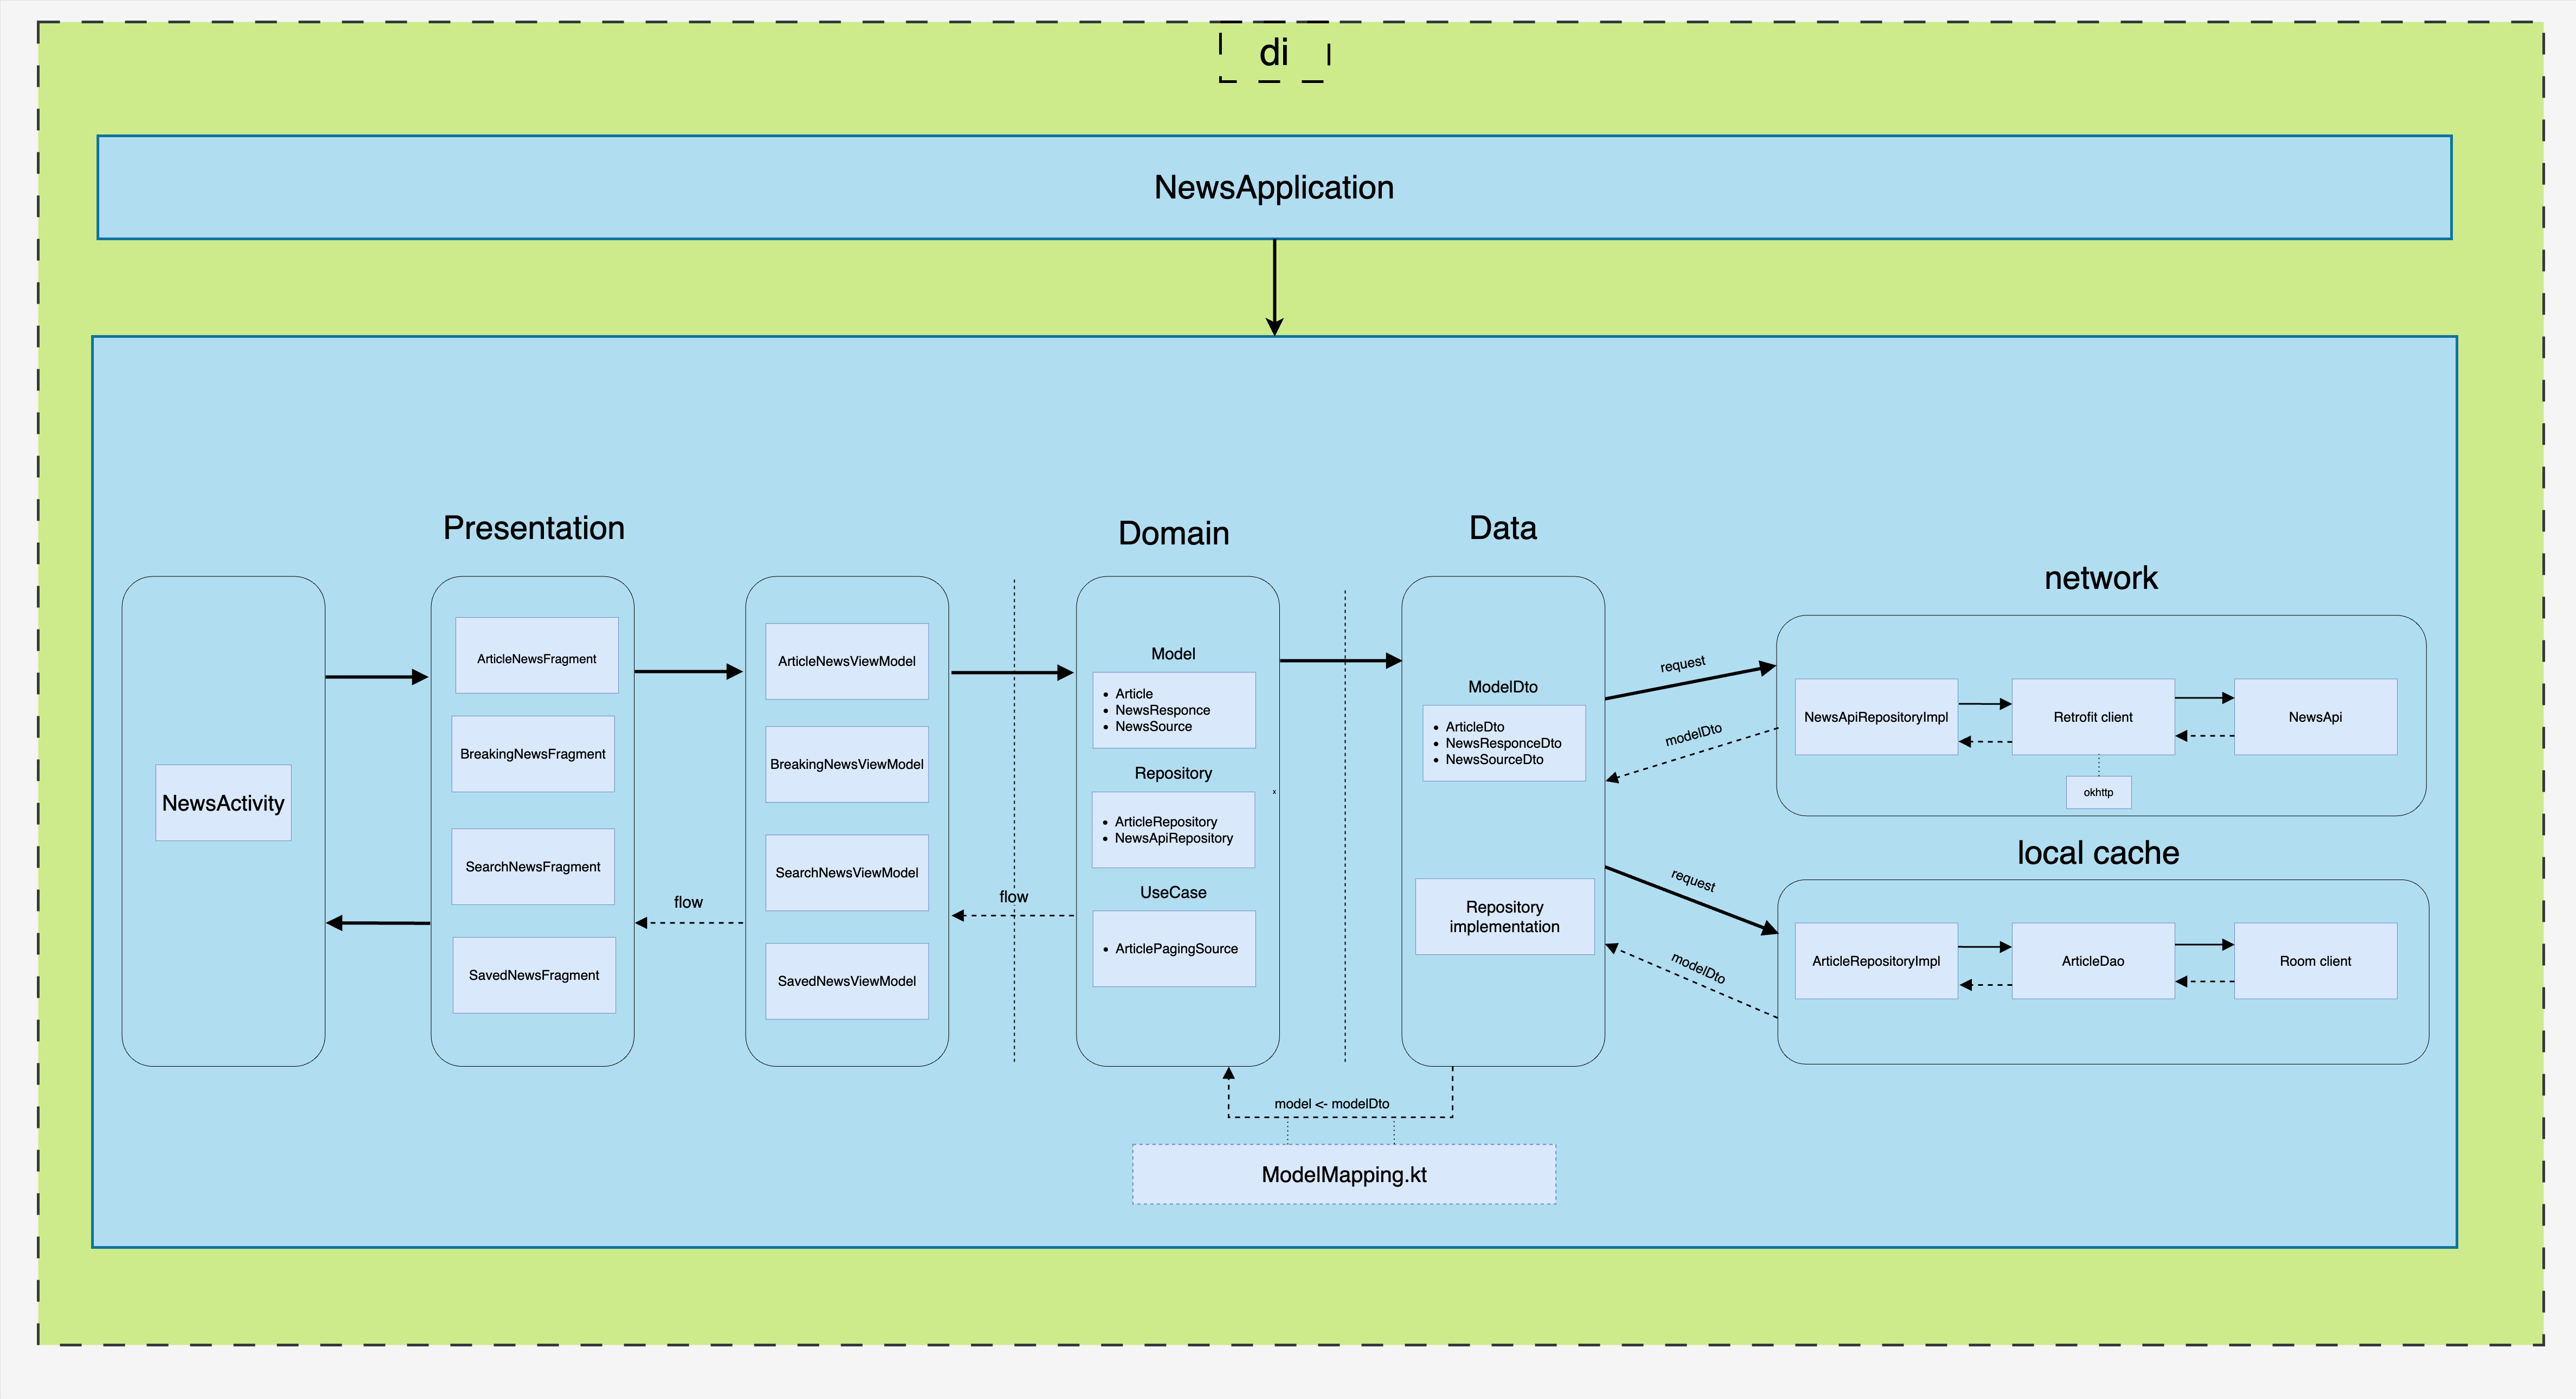 di
NewsApplication
Presentation
Domain
Data
network
local cache
NewsActivity
ArticleNewsFragment
BreakingNewsFragment
SearchNewsFragment
SavedNewsFragment
flow
ArticleNewsViewModel
BreakingNewsViewModel
SearchNewsViewModel
SavedNewsViewModel
flow
Model
• Article
• NewsResponce
• NewsSource
Repository
• ArticleRepository
• NewsApiRepository
x
UseCase
• ArticlePagingSource
ModelDto
• ArticleDto
• NewsResponceDto
• NewsSourceDto
Repository
implementation
request
modelDto
NewsApiRepositoryImpl
Retrofit client
NewsApi
okhttp
request
modelDto
ArticleRepositoryImpl
ArticleDao
Room client
model <- modelDto
ModelMapping.kt